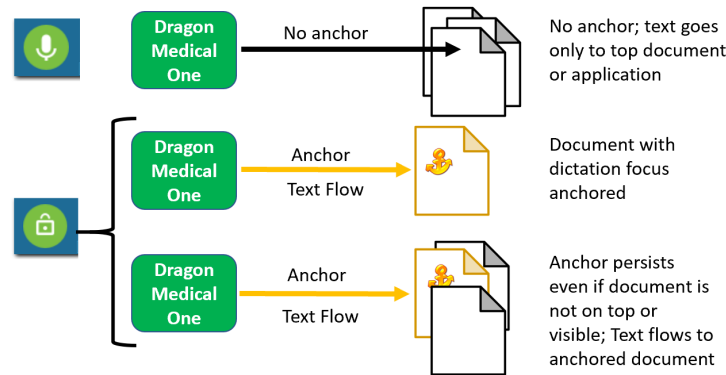 Dragon
Medical
One
No anchor
No anchor; text goes
only to top document
or application
Dragon
Medical
One
Anchor
Text Flow
Document with
dictation focus
anchored
Dragon
Medical
One
Anchor
Text Flow
Anchor persists
even if document is
not on top or
visible; Text flows to
anchored document